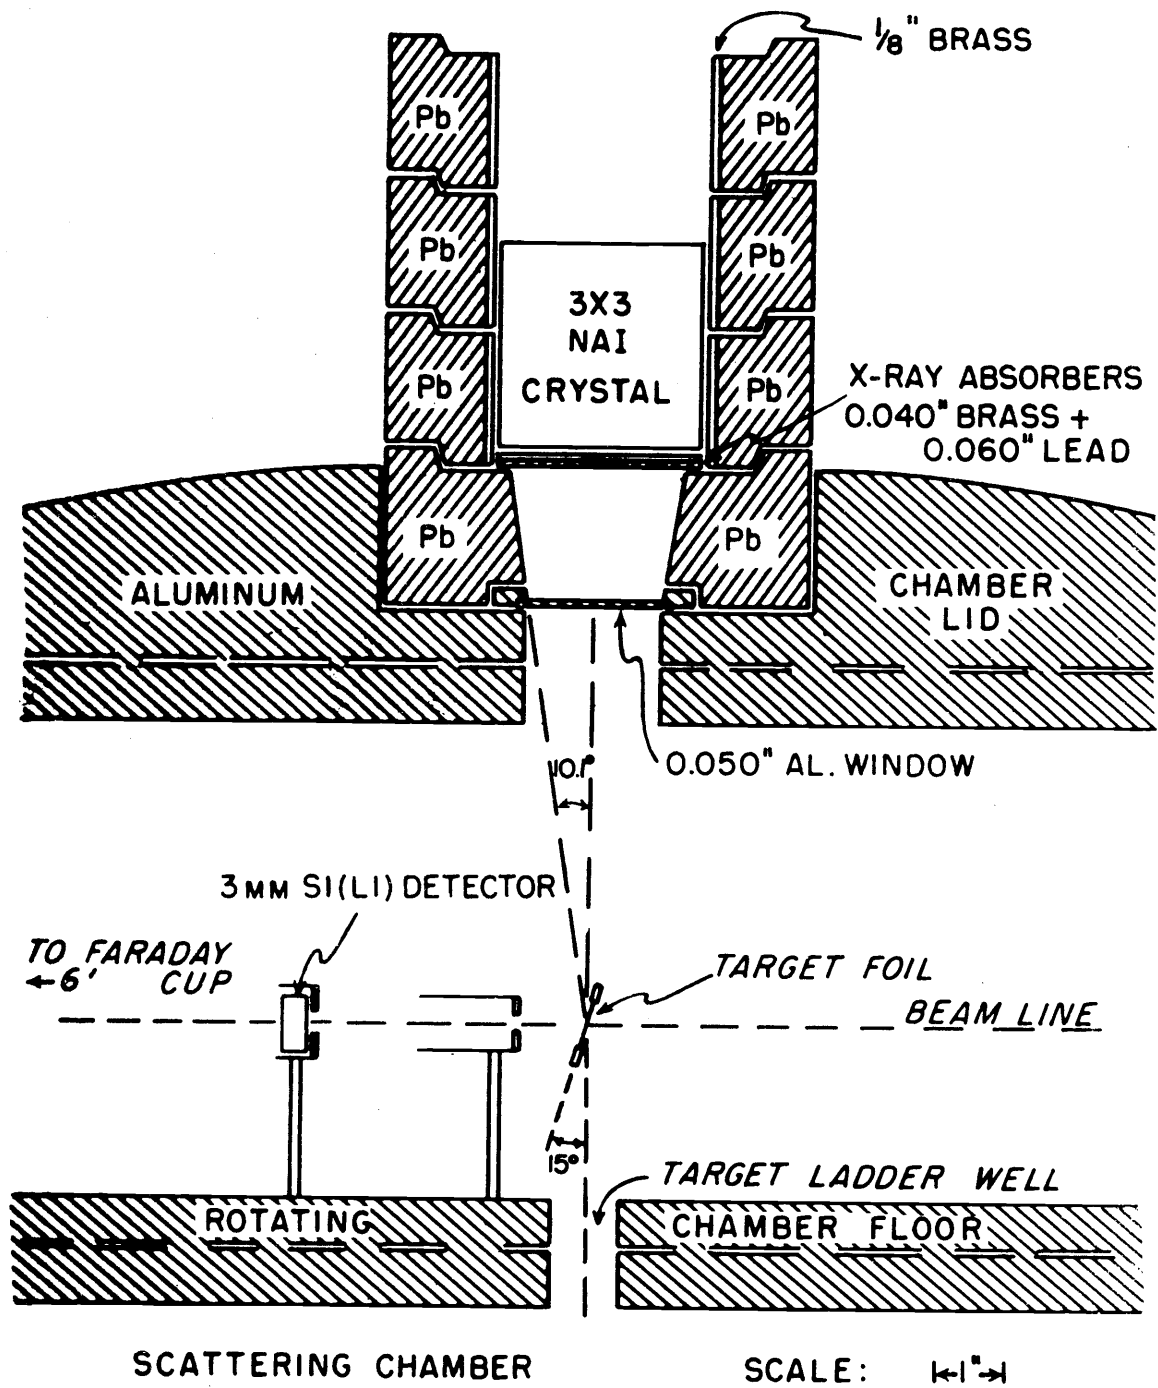 1/8" BRASS
Pb
Pb
Pb
Pb
3X3
NAI
CRYSTAL
Pb
Pb
X-RAY ABSORBERS
0.040" BRASS +
0.060" LEAD
Pb
Pb
ALUMINUM
CHAMBER
LID
0.050" AL. WINDOW
10.1°
3MM SI(LI) DETECTOR
TO FARADAY
←6' CUP
TARGET FOIL
BEAM LINE
15°
TARGET LADDER WELL
ROTATING
CHAMBER FLOOR
SCATTERING CHAMBER
SCALE: |←1"→|